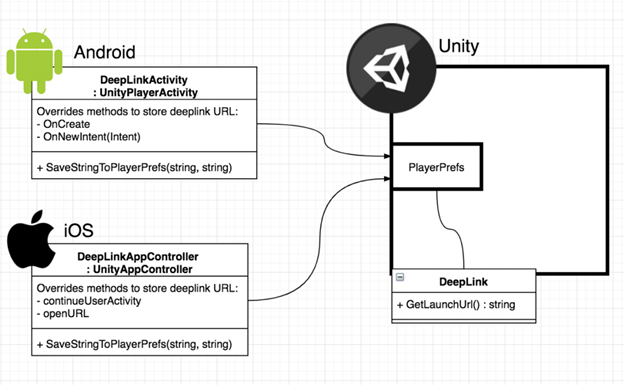 Android
DeepLinkActivity
: UnityPlayerActivity
Overrides methods to store deeplink URL:
- OnCreate
- OnNewIntent(Intent)
+ SaveStringToPlayerPrefs(string, string)
iOS
DeepLinkAppController
: UnityAppController
Overrides methods to store deeplink URL:
- continueUserActivity
- openURL
+ SaveStringToPlayerPrefs(string, string)
Unity
PlayerPrefs
DeepLink
+ GetLaunchUrl() : string